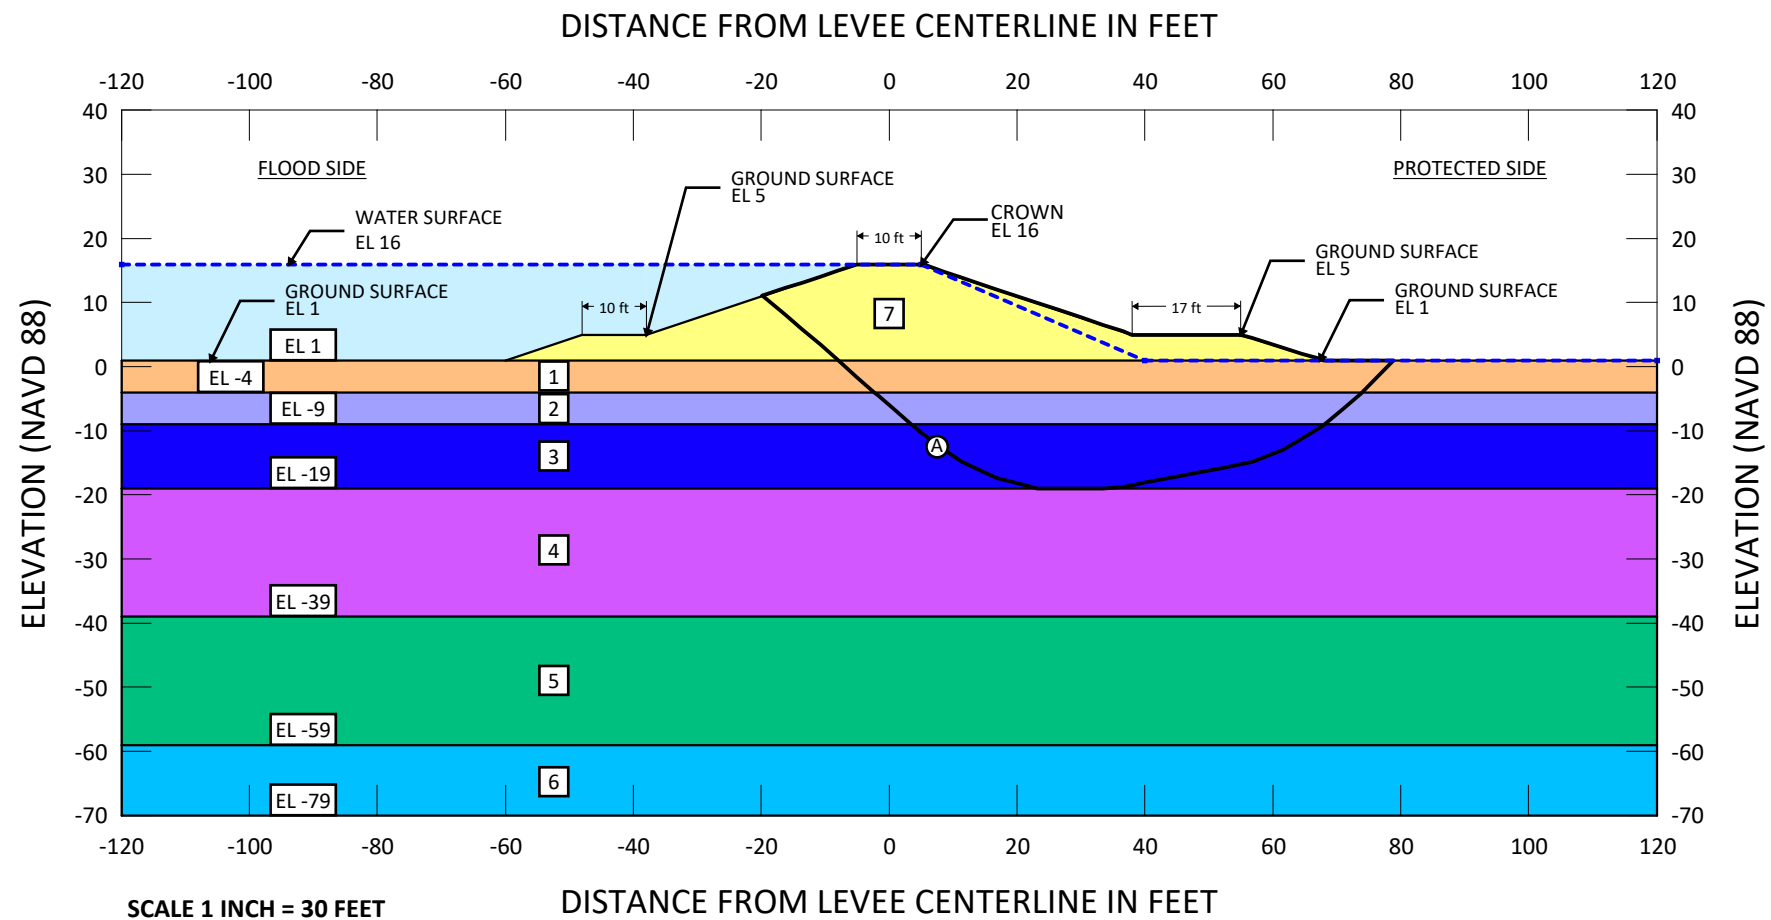 DISTANCE FROM LEVEE CENTERLINE IN FEET
-120 -100 -80 -60 -40 -20 0 20 40 60 80 100 120
40 40
30 30
20 20
10 10
0 0
-10 -10
-20 -20
-30 -30
-40 -40
-50 -50
-60 -60
-70 -70
ELEVATION (NAVD 88)
ELEVATION (NAVD 88)
FLOOD SIDE
PROTECTED SIDE
WATER SURFACE
EL 16
GROUND SURFACE
EL 1
GROUND SURFACE
EL 5
10 ft
10 ft
CROWN
EL 16
GROUND SURFACE
EL 5
17 ft
GROUND SURFACE
EL 1
7
EL 1
EL -4
1
EL -9
2
A
3
EL -19
4
EL -39
5
EL -59
6
EL -79
-120 -100 -80 -60 -40 -20 0 20 40 60 80 100 120
SCALE 1 INCH = 30 FEET
DISTANCE FROM LEVEE CENTERLINE IN FEET